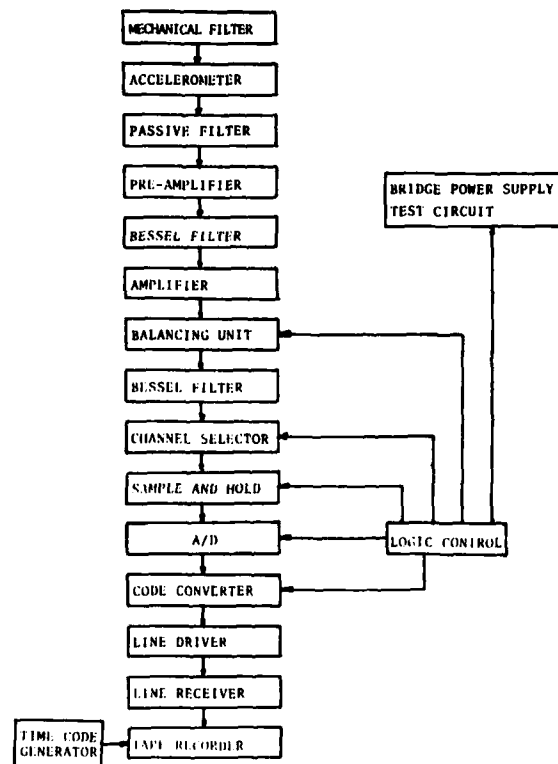 MECHANICAL FILTER
ACCELEROMETER
PASSIVE FILTER
PRE-AMPLIFIER
BRIDGE POWER SUPPLY
TEST CIRCUIT
BESSEL FILTER
AMPLIFIER
BALANCING UNIT
BESSEL FILTER
CHANNEL SELECTOR
SAMPLE AND HOLD
A/D
LOGIC CONTROL
CODE CONVERTER
LINE DRIVER
LINE RECEIVER
TIME CODE
GENERATOR
TAPE RECORDER